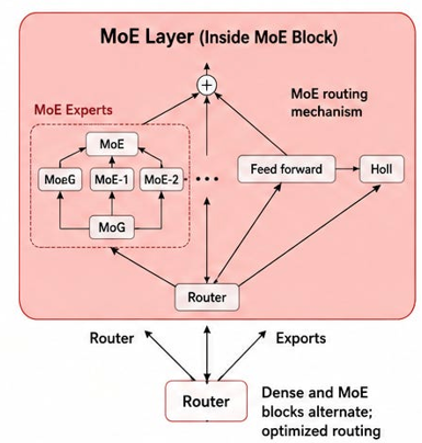 MoE Layer (Inside MoE Block)
+
MoE routing
mechanism
MoE Experts
MoE
MoeG
MoE-1
MoE-2
...
Feed forward
Holl
MoG
Router
Router
Exports
Router
Dense and MoE
blocks alternate;
optimized routing